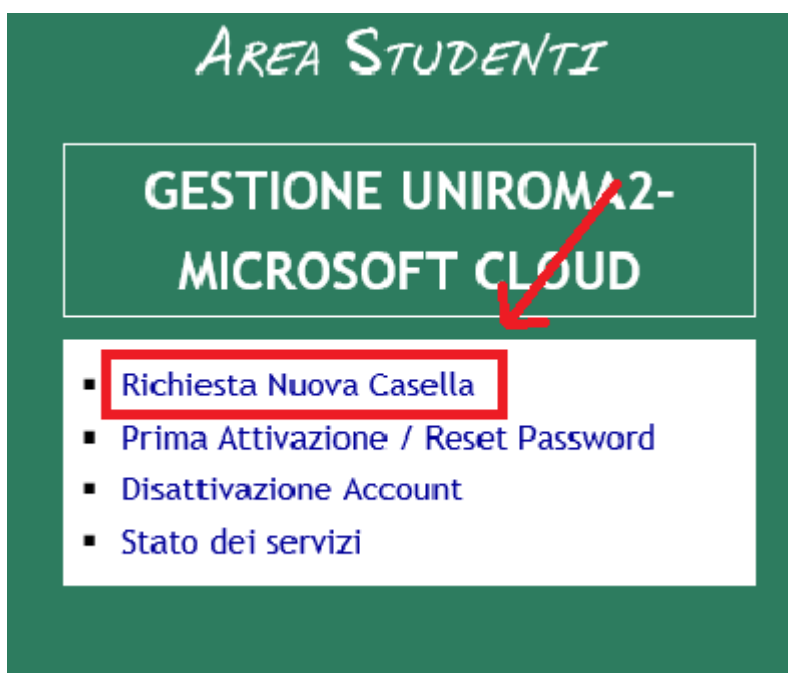 AREA STUDENTI
GESTIONE UNIROMA2-
MICROSOFT CLOUD
Richiesta Nuova Casella
Prima Attivazione / Reset Password
Disattivazione Account
Stato dei servizi